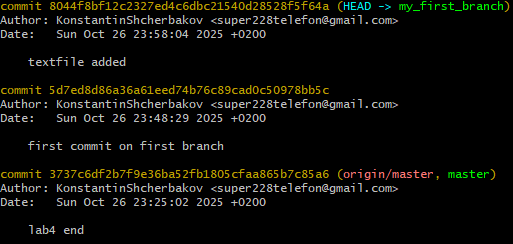 commit 8044f8bf12c2327ed4c6dbc21540d28528f5f64a (HEAD -> my_first_branch)
Author: KonstantinShcherbakov <super228telefon@gmail.com>
Date:   Sun Oct 26 23:58:04 2025 +0200
textfile added
commit 5d7ed8d86a36a61eed74b76c89cad0c50978bb5c
Author: KonstantinShcherbakov <super228telefon@gmail.com>
Date:   Sun Oct 26 23:48:29 2025 +0200
first commit on first branch
commit 3737c6df2b7f9e36ba52fb1805cfaa865b7c85a6 (origin/master, master)
Author: KonstantinShcherbakov <super228telefon@gmail.com>
Date:   Sun Oct 26 23:25:02 2025 +0200
lab4 end